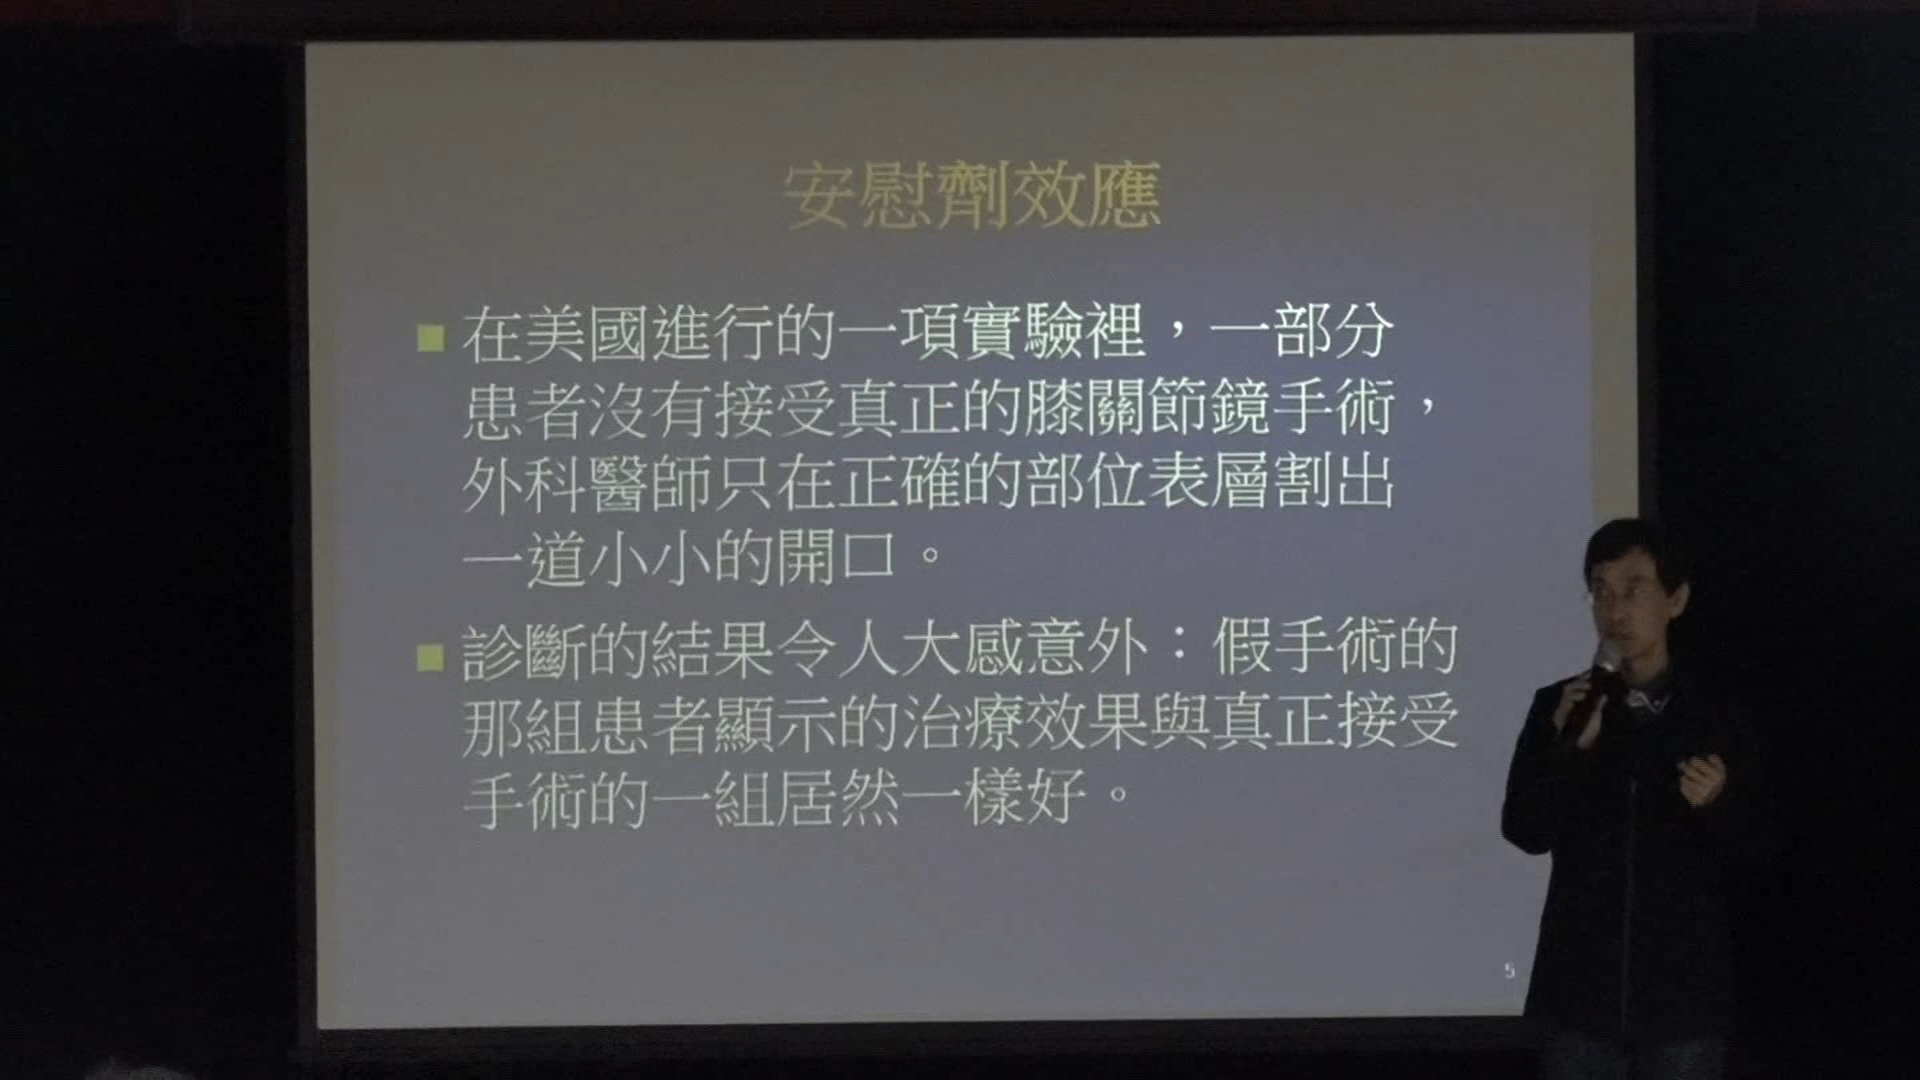 安慰劑效應
在美國進行的一項實驗裡，一部分
患者沒有接受真正的膝關節鏡手術，
外科醫師只在正確的部位表層割出
一道小小的開口。
診斷的結果令人大感意外：假手術的
那組患者顯示的治療效果與真正接受
手術的一組居然一樣好。
5